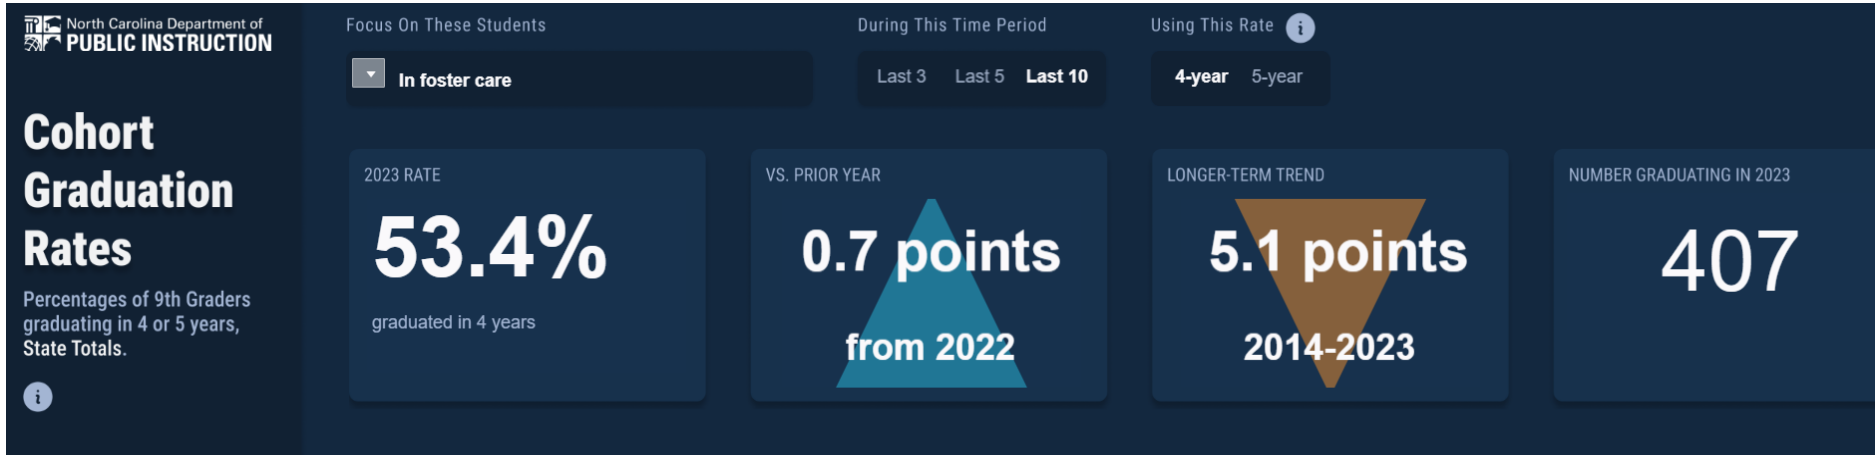 North Carolina Department of
PUBLIC INSTRUCTION
Cohort
Graduation
Rates
Percentages of 9th Graders
graduating in 4 or 5 years,
State Totals.
i
Focus On These Students
In foster care
During This Time Period
Last 3 Last 5 Last 10
Using This Rate i
4-year 5-year
2023 RATE
53.4%
graduated in 4 years
VS. PRIOR YEAR
0.7 points
from 2022
LONGER-TERM TREND
5.1 points
2014-2023
NUMBER GRADUATING IN 2023
407